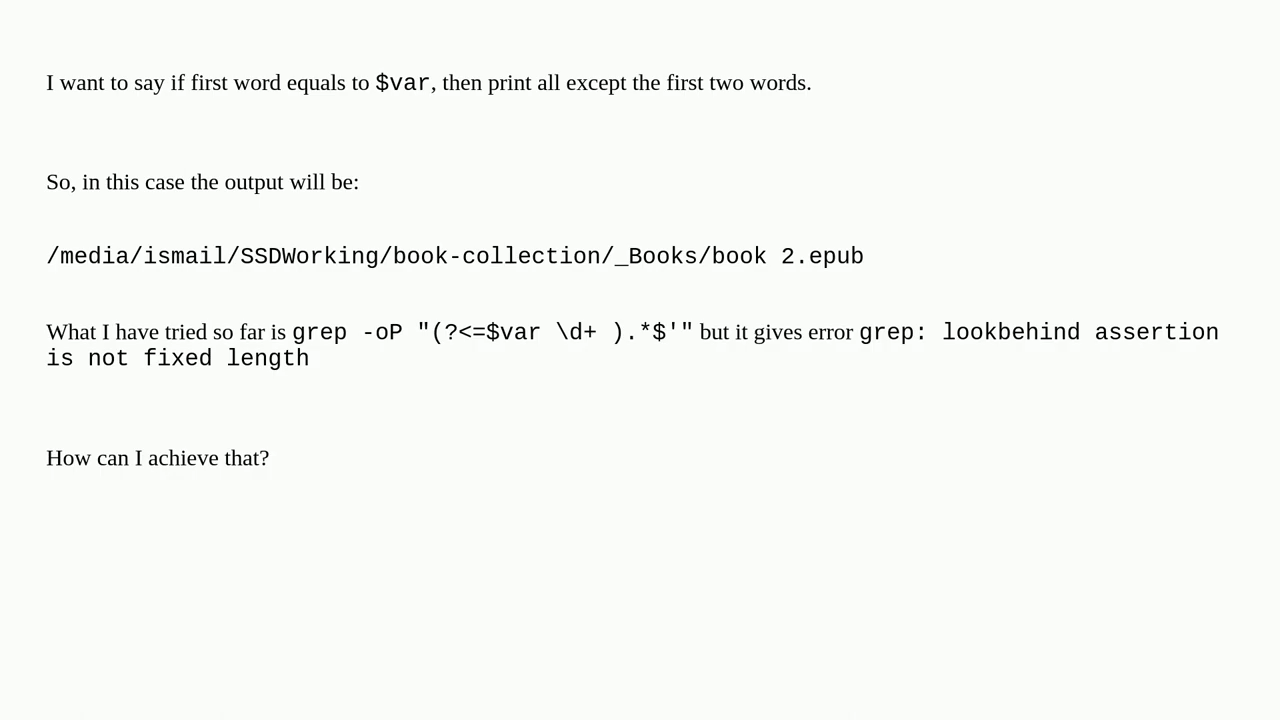 I want to say if first word equals to $var, then print all except the first two words.
So, in this case the output will be:
/media/ismail/SSDWorking/book-collection/_Books/book 2.epub
What I have tried so far is grep -oP "(?<=$var \d+ ).*$'" but it gives error grep: lookbehind assertion
is not fixed length
How can I achieve that?